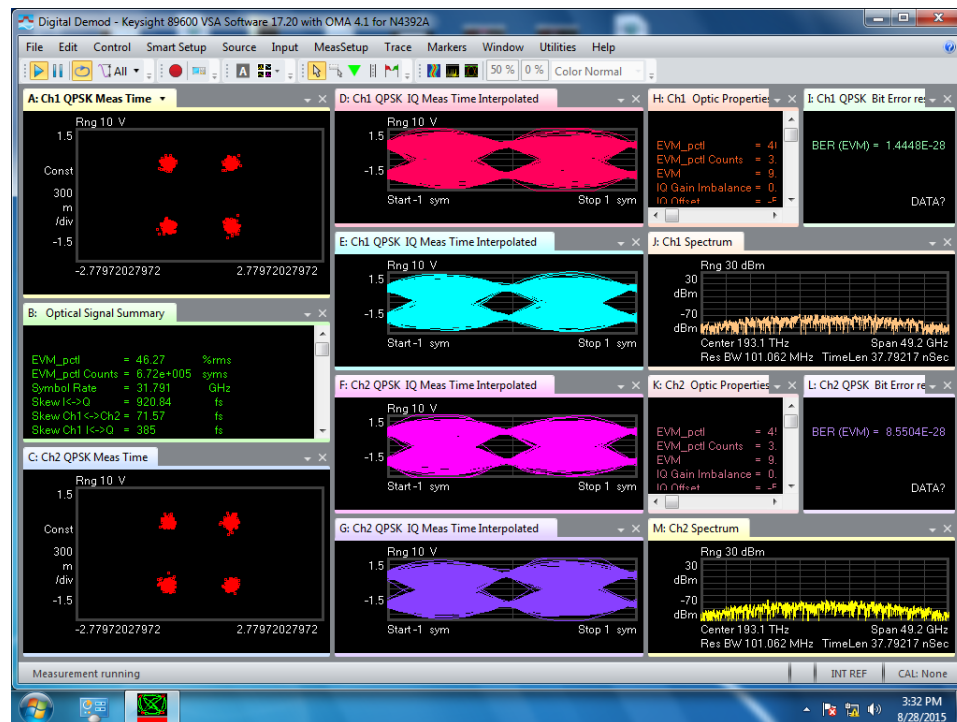 Digital Demod - Keysight 89600 VSA Software 17.20 with OMA 4.1 for N4392A
File Edit Control Smart Setup Source Input MeasSetup Trace Markers Window Utilities Help
All 50 % 0 % Color Normal
A: Ch1 QPSK Meas Time
Rng 10 V
1.5
Const
300
m
/div
-1.5
-2.77972027972 2.77972027972
B: Optical Signal Summary
EVM_pctl = 46.27 %rms
EVM_pctl Counts = 6.72e+005 syms
Symbol Rate = 31.791 GHz
Skew I<->Q = 920.84 fs
Skew Ch1<->Ch2 = 71.57 fs
Skew Ch1 I<->Q = 385 fs
C: Ch2 QPSK Meas Time
Rng 10 V
1.5
Const
300
m
/div
-1.5
-2.77972027972 2.77972027972
D: Ch1 QPSK IQ Meas Time Interpolated
Rng 10 V
1.5
-1.5
Start-1 sym Stop 1 sym
E: Ch1 QPSK IQ Meas Time Interpolated
Rng 10 V
1.5
-1.5
Start-1 sym Stop 1 sym
F: Ch2 QPSK IQ Meas Time Interpolated
Rng 10 V
1.5
-1.5
Start-1 sym Stop 1 sym
G: Ch2 QPSK IQ Meas Time Interpolated
Rng 10 V
1.5
-1.5
Start-1 sym Stop 1 sym
H: Ch1 Optic Properties
EVM_pctl = 4
EVM_pctl Counts = 3.
EVM = 9.
IQ Gain Imbalance = 0.
IQ Offset
I: Ch1 QPSK Bit Error re
BER (EVM) = 1.4448E-28
DATA?
J: Ch1 Spectrum
Rng 30 dBm
30
dBm
-70
dBm
Center 193.1 THz Span 49.2 GHz
Res BW 101.062 MHz TimeLen 37.79217 nSec
K: Ch2 Optic Properties
EVM_pctl = 4
EVM_pctl Counts = 3.
EVM = 9.
IQ Gain Imbalance = 0.
IQ Offset
L: Ch2 QPSK Bit Error re
BER (EVM) = 8.5504E-28
DATA?
M: Ch2 Spectrum
Rng 30 dBm
30
dBm
-70
dBm
Center 193.1 THz Span 49.2 GHz
Res BW 101.062 MHz TimeLen 37.79217 nSec
Measurement running INT REF CAL: None
3:32 PM
8/28/2015